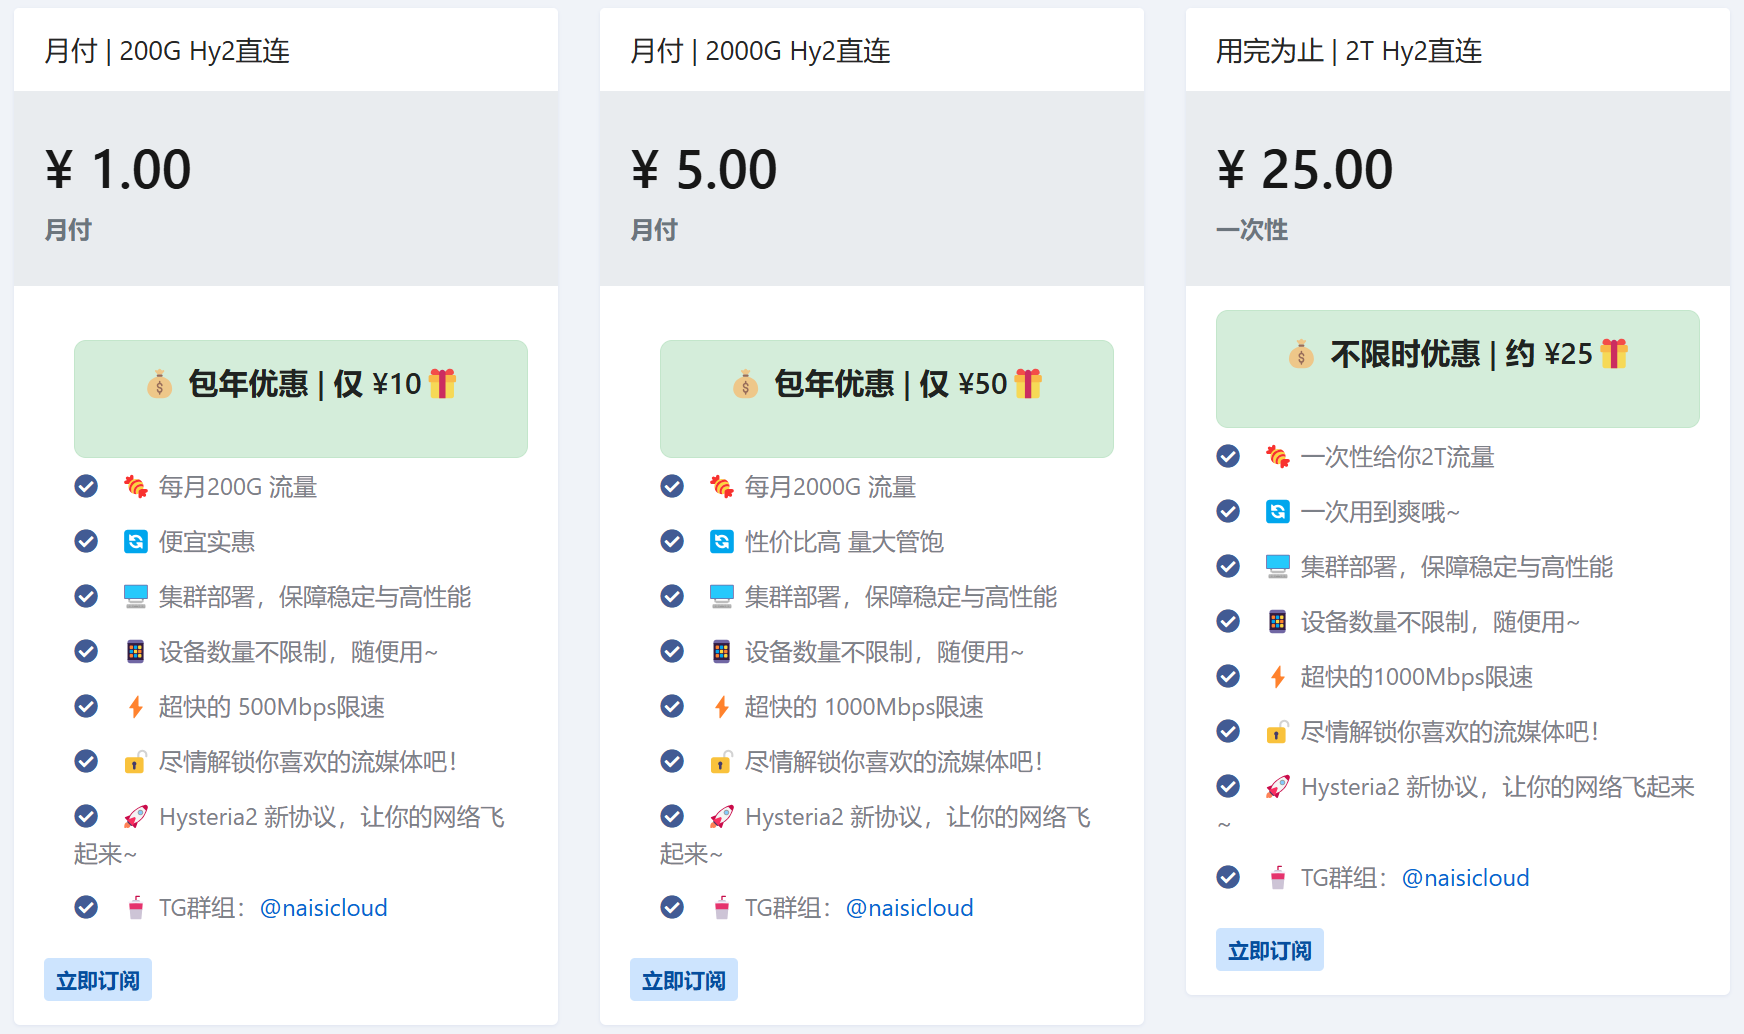 月付 | 200G Hy2直连
¥ 1.00
月付
包年优惠 | 仅 ¥10
每月200G 流量
便宜实惠
集群部署，保障稳定与高性能
设备数量不限制，随便用~
超快的 500Mbps限速
尽情解锁你喜欢的流媒体吧！
Hysteria2 新协议，让你的网络飞
起来~
TG群组：@naisicloud
立即订阅
月付 | 2000G Hy2直连
¥ 5.00
月付
包年优惠 | 仅 ¥50
每月2000G 流量
性价比高 量大管饱
集群部署，保障稳定与高性能
设备数量不限制，随便用~
超快的 1000Mbps限速
尽情解锁你喜欢的流媒体吧！
Hysteria2 新协议，让你的网络飞
起来~
TG群组：@naisicloud
立即订阅
用完为止 | 2T Hy2直连
¥ 25.00
一次性
不限时优惠 | 约 ¥25
一次性给你2T流量
一次用到爽哦~
集群部署，保障稳定与高性能
设备数量不限制，随便用~
超快的1000Mbps限速
尽情解锁你喜欢的流媒体吧！
Hysteria2 新协议，让你的网络飞起来
~
TG群组：@naisicloud
立即订阅